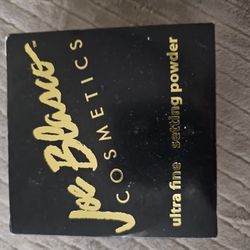 Joe Blasco™
COSMETICS
ultra fine setting powder